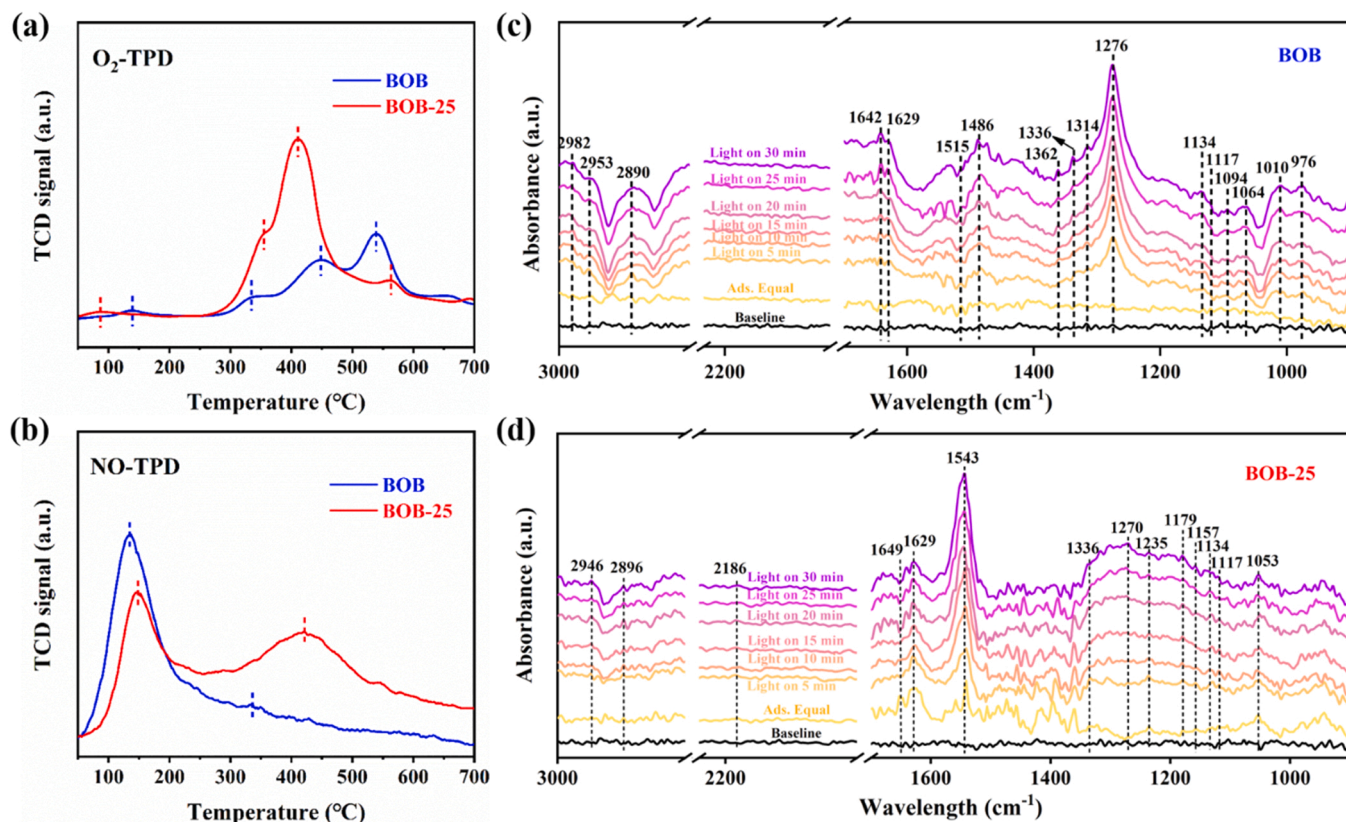 (a)
O2-TPD
BOB
BOB-25
TCD signal (a.u.)
100 200 300 400 500 600 700
Temperature (℃)
(b)
NO-TPD
BOB
BOB-25
TCD signal (a.u.)
100 200 300 400 500 600 700
Temperature (℃)
(c)
BOB
1276
1642 1629 1486 1336 1314
2982 2953 2890 1515 1362 1134 1117 1094 1064 1010 976
Light on 30 min
Light on 25 min
Light on 20 min
Light on 15 min
Light on 10 min
Light on 5 min
Ads. Equal
Baseline
Absorbance (a.u.)
3000 2200 1600 1400 1200 1000
Wavelength (cm-1)
(d)
BOB-25
1543
1649 1629 1336 1270 1235 1179 1157 1134 1117 1053
2946 2896 2186
Light on 30 min
Light on 25 min
Light on 20 min
Light on 15 min
Light on 10 min
Light on 5 min
Ads. Equal
Baseline
Absorbance (a.u.)
3000 2200 1600 1400 1200 1000
Wavelength (cm-1)